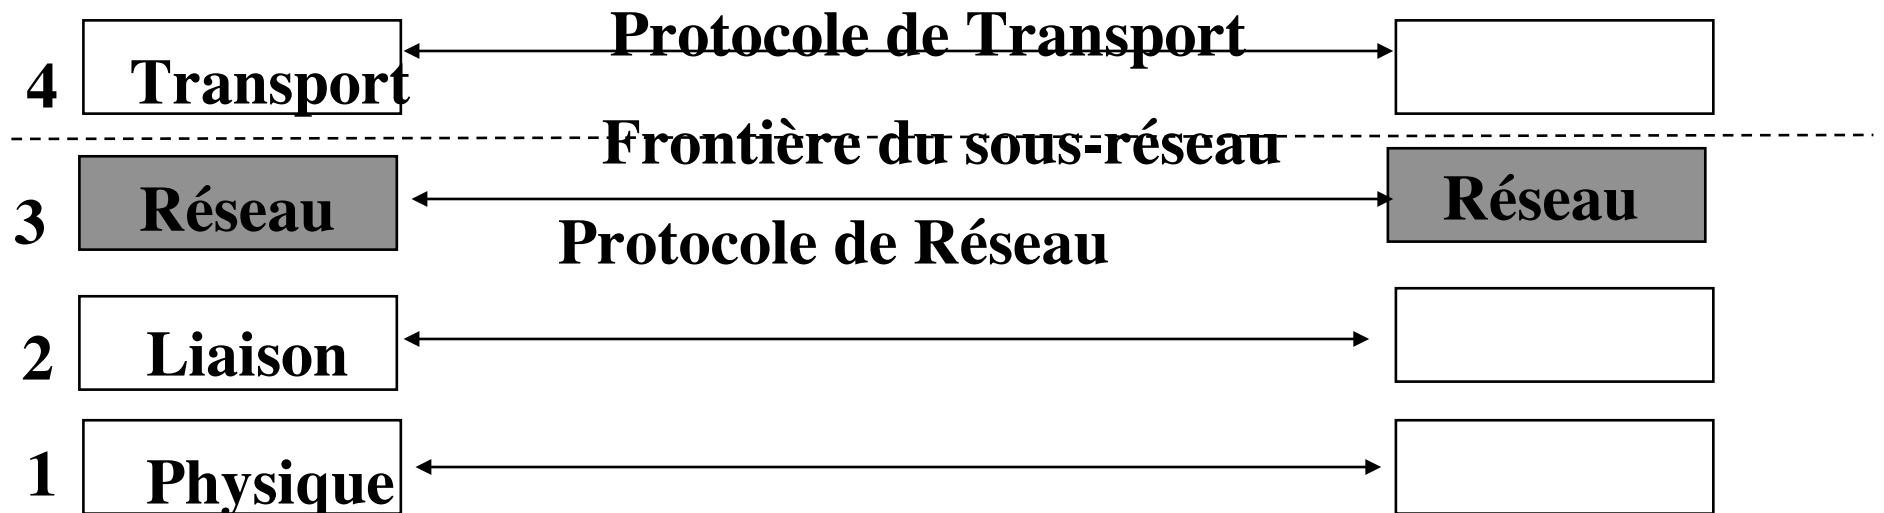 Protocole de Transport
4 Transport
Frontière du sous-réseau
3 Réseau Réseau
Protocole de Réseau
2 Liaison
1 Physique